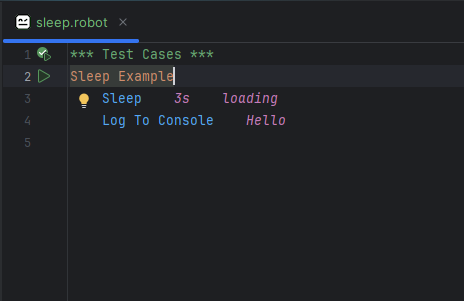 sleep.robot
1 *** Test Cases ***
2 Sleep Example
3 Sleep    3s    loading
4 Log To Console    Hello
5